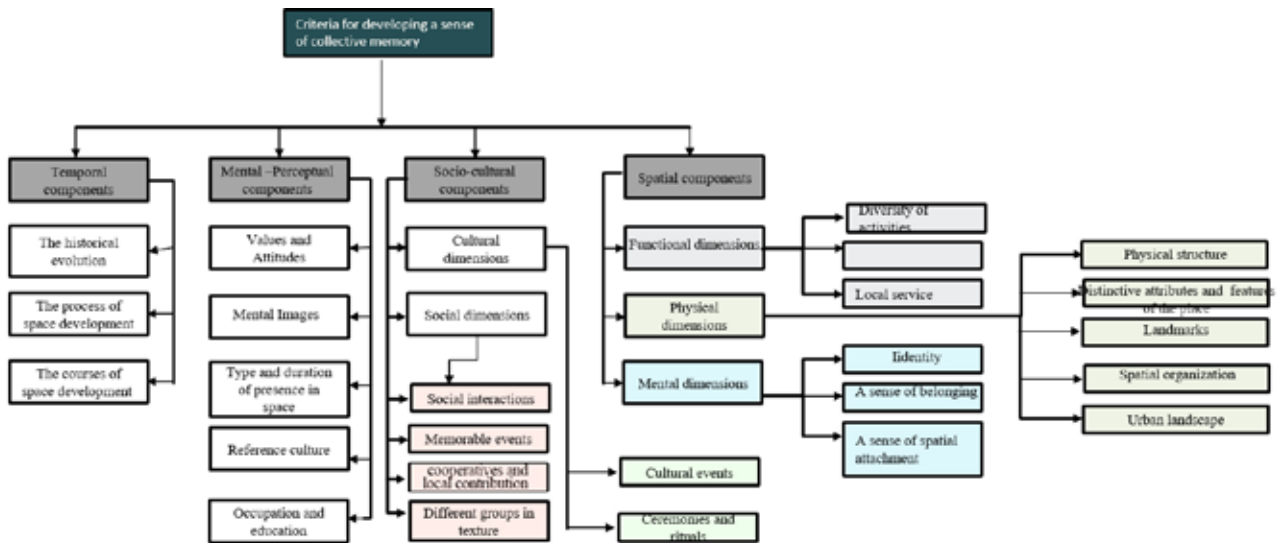 Criteria for developing a sense
of collective memory
Temporal
components
The historical
evolution
The process of
space development
The courses of
space development
Mental –Perceptual
components
Values and
Attitudes
Mental Images
Type and duration
of presence in
space
Reference culture
Occupation and
education
Socio-cultural
components
Cultural
dimensions
Social dimensions
Social interactions
Memorable events
cooperatives and
local contribution
Different groups in
texture
Cultural events
Ceremonies and
rituals
Spatial components
Functional dimensions
Physical
dimensions
Mental dimensions
Diversity of
activities
Local service
Iidentity
A sense of belonging
A sense of spatial
attachment
Physical structure
Distinctive attributes and features
of the place
Landmarks
Spatial organization
Urban landscape